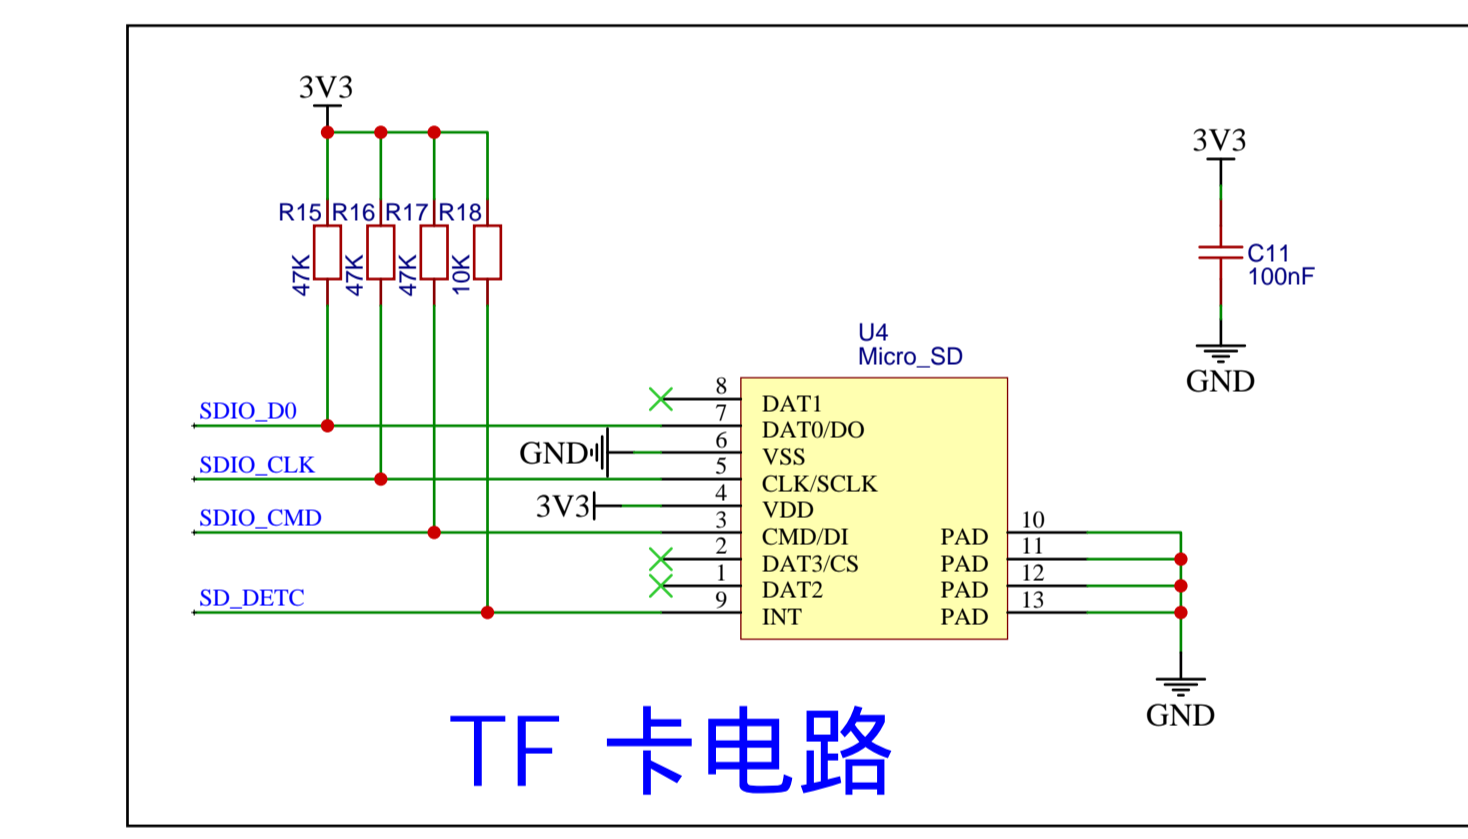 3V3
R15 R16 R17 R18
47K 47K 47K 10K
3V3
C11
100nF
GND
U4
Micro_SD
SDIO_D0
SDIO_CLK
SDIO_CMD
SD_DETC
GND
3V3
8 DAT1
7 DAT0/DO
6 VSS
5 CLK/SCLK
4 VDD
3 CMD/DI
2 DAT3/CS
1 DAT2
9 INT
PAD 10
PAD 11
PAD 12
PAD 13
GND
TF 卡电路